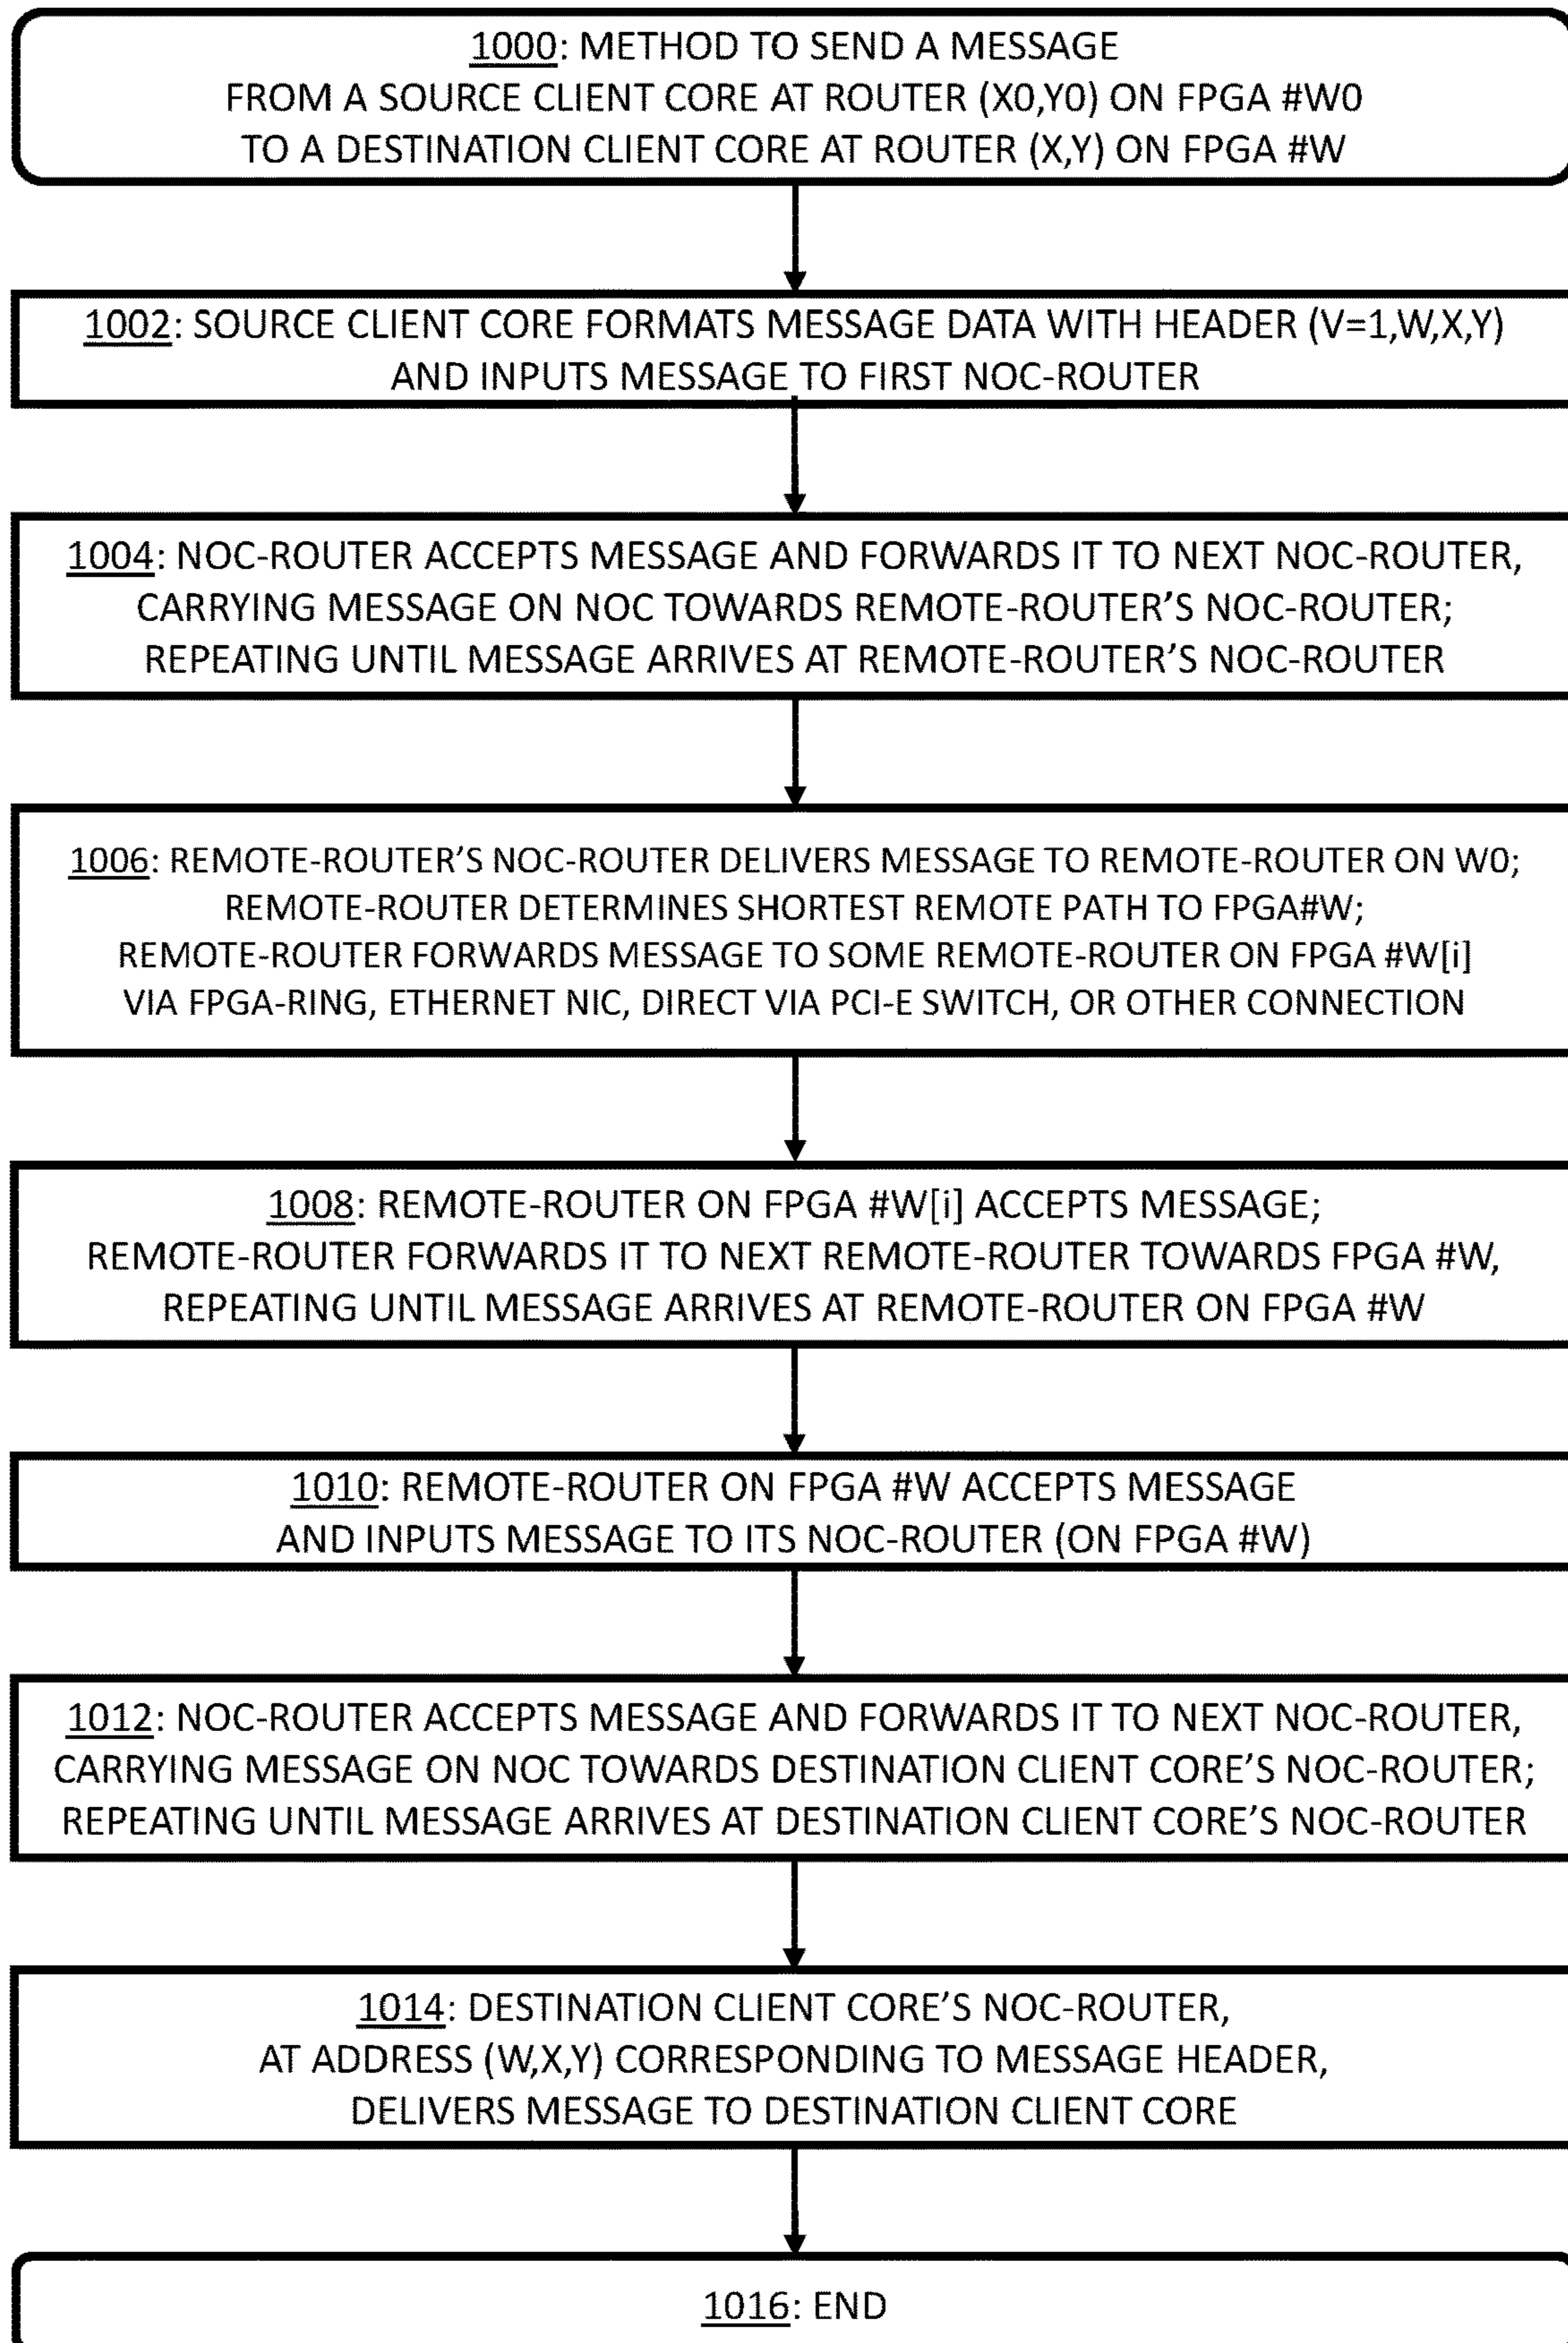 1000: METHOD TO SEND A MESSAGE
FROM A SOURCE CLIENT CORE AT ROUTER (X0,Y0) ON FPGA #W0
TO A DESTINATION CLIENT CORE AT ROUTER (X,Y) ON FPGA #W
1002: SOURCE CLIENT CORE FORMATS MESSAGE DATA WITH HEADER (V=1,W,X,Y)
AND INPUTS MESSAGE TO FIRST NOC-ROUTER
1004: NOC-ROUTER ACCEPTS MESSAGE AND FORWARDS IT TO NEXT NOC-ROUTER,
CARRYING MESSAGE ON NOC TOWARDS REMOTE-ROUTER'S NOC-ROUTER;
REPEATING UNTIL MESSAGE ARRIVES AT REMOTE-ROUTER'S NOC-ROUTER
1006: REMOTE-ROUTER'S NOC-ROUTER DELIVERS MESSAGE TO REMOTE-ROUTER ON W0;
REMOTE-ROUTER DETERMINES SHORTEST REMOTE PATH TO FPGA#W;
REMOTE-ROUTER FORWARDS MESSAGE TO SOME REMOTE-ROUTER ON FPGA #W[i]
VIA FPGA-RING, ETHERNET NIC, DIRECT VIA PCI-E SWITCH, OR OTHER CONNECTION
1008: REMOTE-ROUTER ON FPGA #W[i] ACCEPTS MESSAGE;
REMOTE-ROUTER FORWARDS IT TO NEXT REMOTE-ROUTER TOWARDS FPGA #W,
REPEATING UNTIL MESSAGE ARRIVES AT REMOTE-ROUTER ON FPGA #W
1010: REMOTE-ROUTER ON FPGA #W ACCEPTS MESSAGE
AND INPUTS MESSAGE TO ITS NOC-ROUTER (ON FPGA #W)
1012: NOC-ROUTER ACCEPTS MESSAGE AND FORWARDS IT TO NEXT NOC-ROUTER,
CARRYING MESSAGE ON NOC TOWARDS DESTINATION CLIENT CORE'S NOC-ROUTER;
REPEATING UNTIL MESSAGE ARRIVES AT DESTINATION CLIENT CORE'S NOC-ROUTER
1014: DESTINATION CLIENT CORE'S NOC-ROUTER,
AT ADDRESS (W,X,Y) CORRESPONDING TO MESSAGE HEADER,
DELIVERS MESSAGE TO DESTINATION CLIENT CORE
1016: END